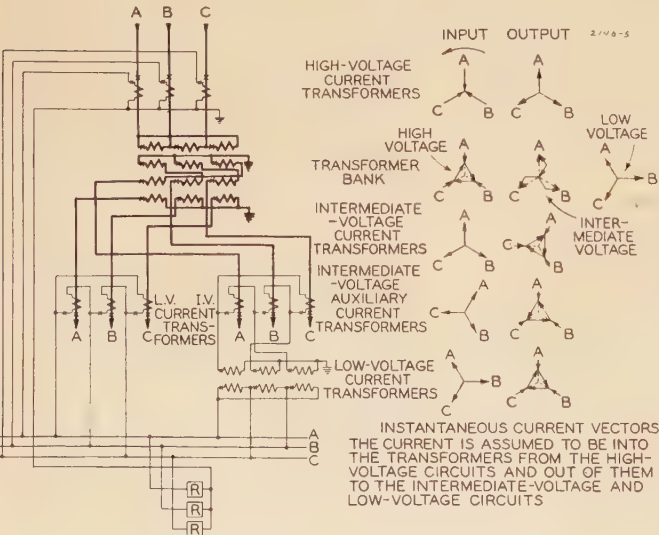 A B C
INPUT OUTPUT 2140-5
HIGH-VOLTAGE
CURRENT
TRANSFORMERS
A
C B
A
C B
HIGH
VOLTAGE
LOW
VOLTAGE
TRANSFORMER
BANK
A
C B
A
C B
A
B
C
INTER-
MEDIATE
VOLTAGE
INTERMEDIATE
-VOLTAGE
CURRENT
TRANSFORMERS
A
C B
A
C
B
INTERMEDIATE
-VOLTAGE
AUXILIARY
CURRENT
TRANSFORMERS
A
C
B
A
C B
L.V. I.V.
CURRENT
TRANS-
FORMERS
A B C
A B C
LOW-VOLTAGE
CURRENT
TRANSFORMERS
A
B
C
A
C B
A
B
C
R
R
R
INSTANTANEOUS CURRENT VECTORS
THE CURRENT IS ASSUMED TO BE INTO
THE TRANSFORMERS FROM THE HIGH-
VOLTAGE CIRCUITS AND OUT OF THEM
TO THE INTERMEDIATE-VOLTAGE AND
LOW-VOLTAGE CIRCUITS